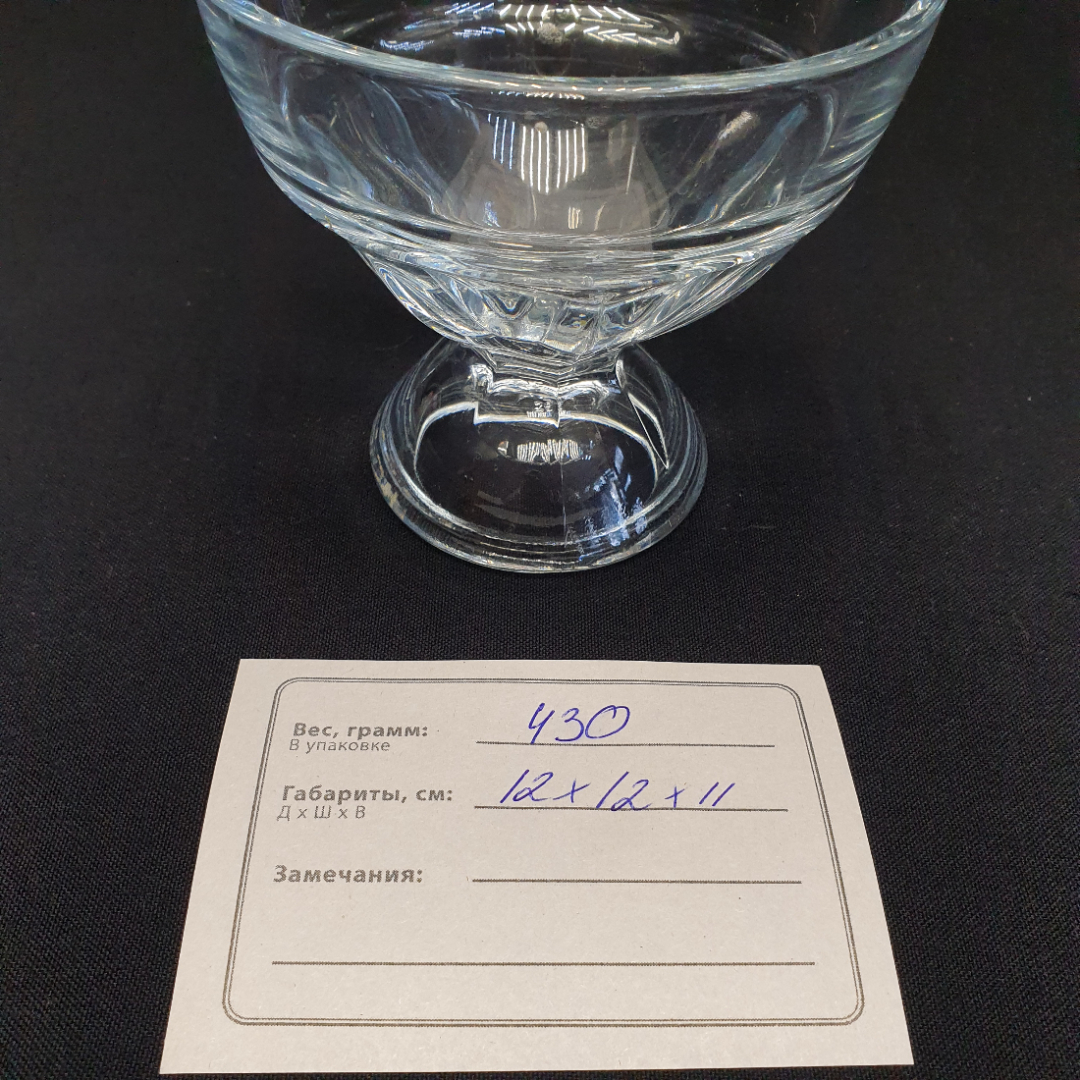 Вес, грамм: 430
В упаковке
Габариты, см: 12 x 12 x 11
Д x Ш x В
Замечания: